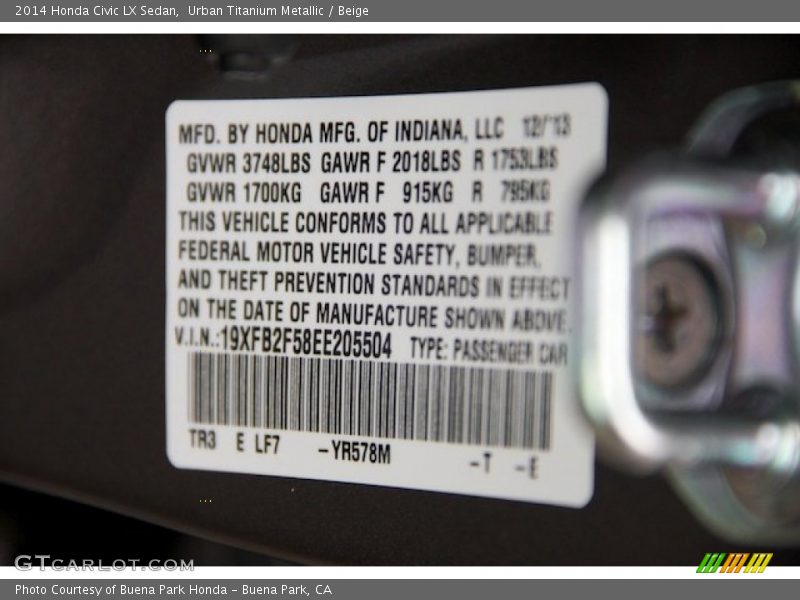 2014 Honda Civic LX Sedan,  Urban Titanium Metallic / Beige
MFD. BY HONDA MFG. OF INDIANA, LLC 12/'13
GVWR 3748LBS GAWR F 2018LBS R 1753LBS
GVWR 1700KG GAWR F 915KG R 795KG
THIS VEHICLE CONFORMS TO ALL APPLICABLE
FEDERAL MOTOR VEHICLE SAFETY, BUMPER,
AND THEFT PREVENTION STANDARDS IN EFFECT
ON THE DATE OF MANUFACTURE SHOWN ABOVE.
V.I.N.:19XFB2F58EE205504 TYPE: PASSENGER CAR
TR3 E LF7 -YR578M -T -E
GTCARLOT.COM
Photo Courtesy of Buena Park Honda – Buena Park, CA